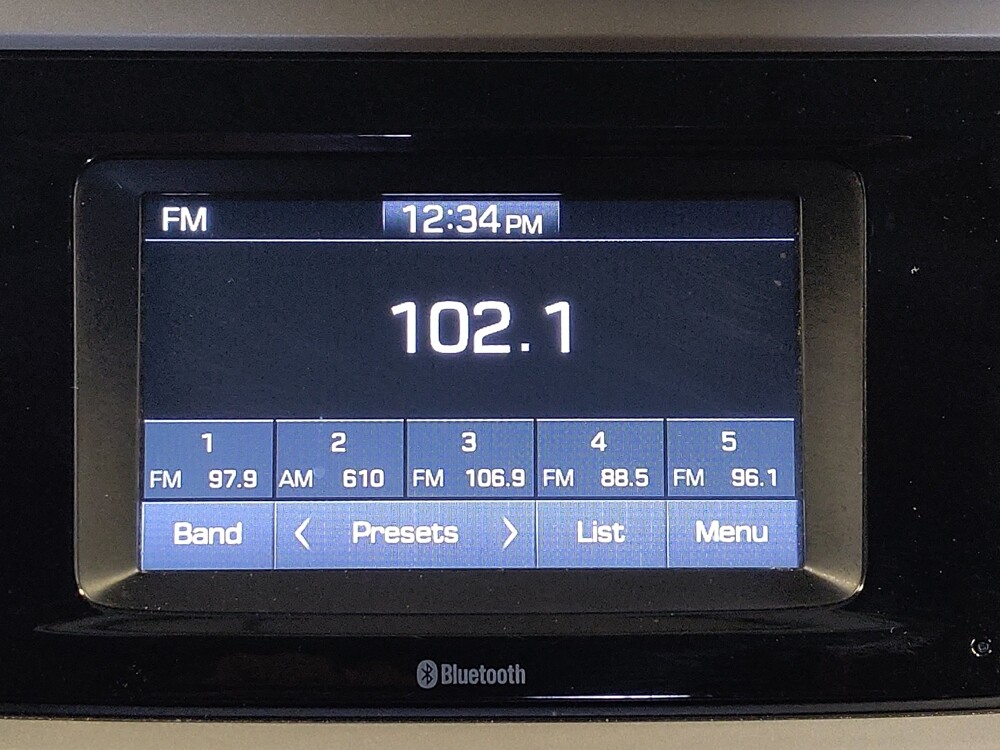 FM 12:34 PM
102.1
1 2 3 4 5
FM 97.9 AM 610 FM 106.9 FM 88.5 FM 96.1
Band < Presets > List Menu
Bluetooth